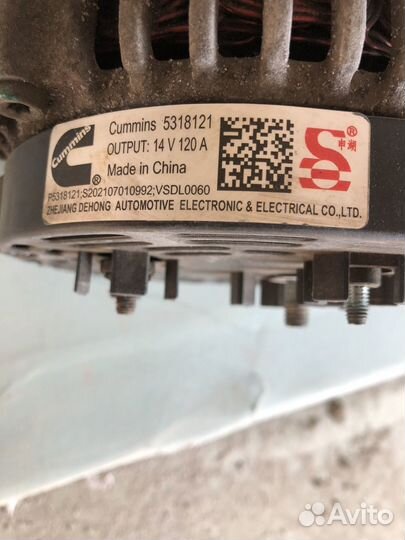 Cummins
Cummins 5318121
OUTPUT: 14 V 120 A
Made in China
P5318121;S202107010992;VSDL0060
ZHEJIANG DEHONG AUTOMOTIVE ELECTRONIC & ELECTRICAL CO.,LTD.
申湖
®
®
Avito